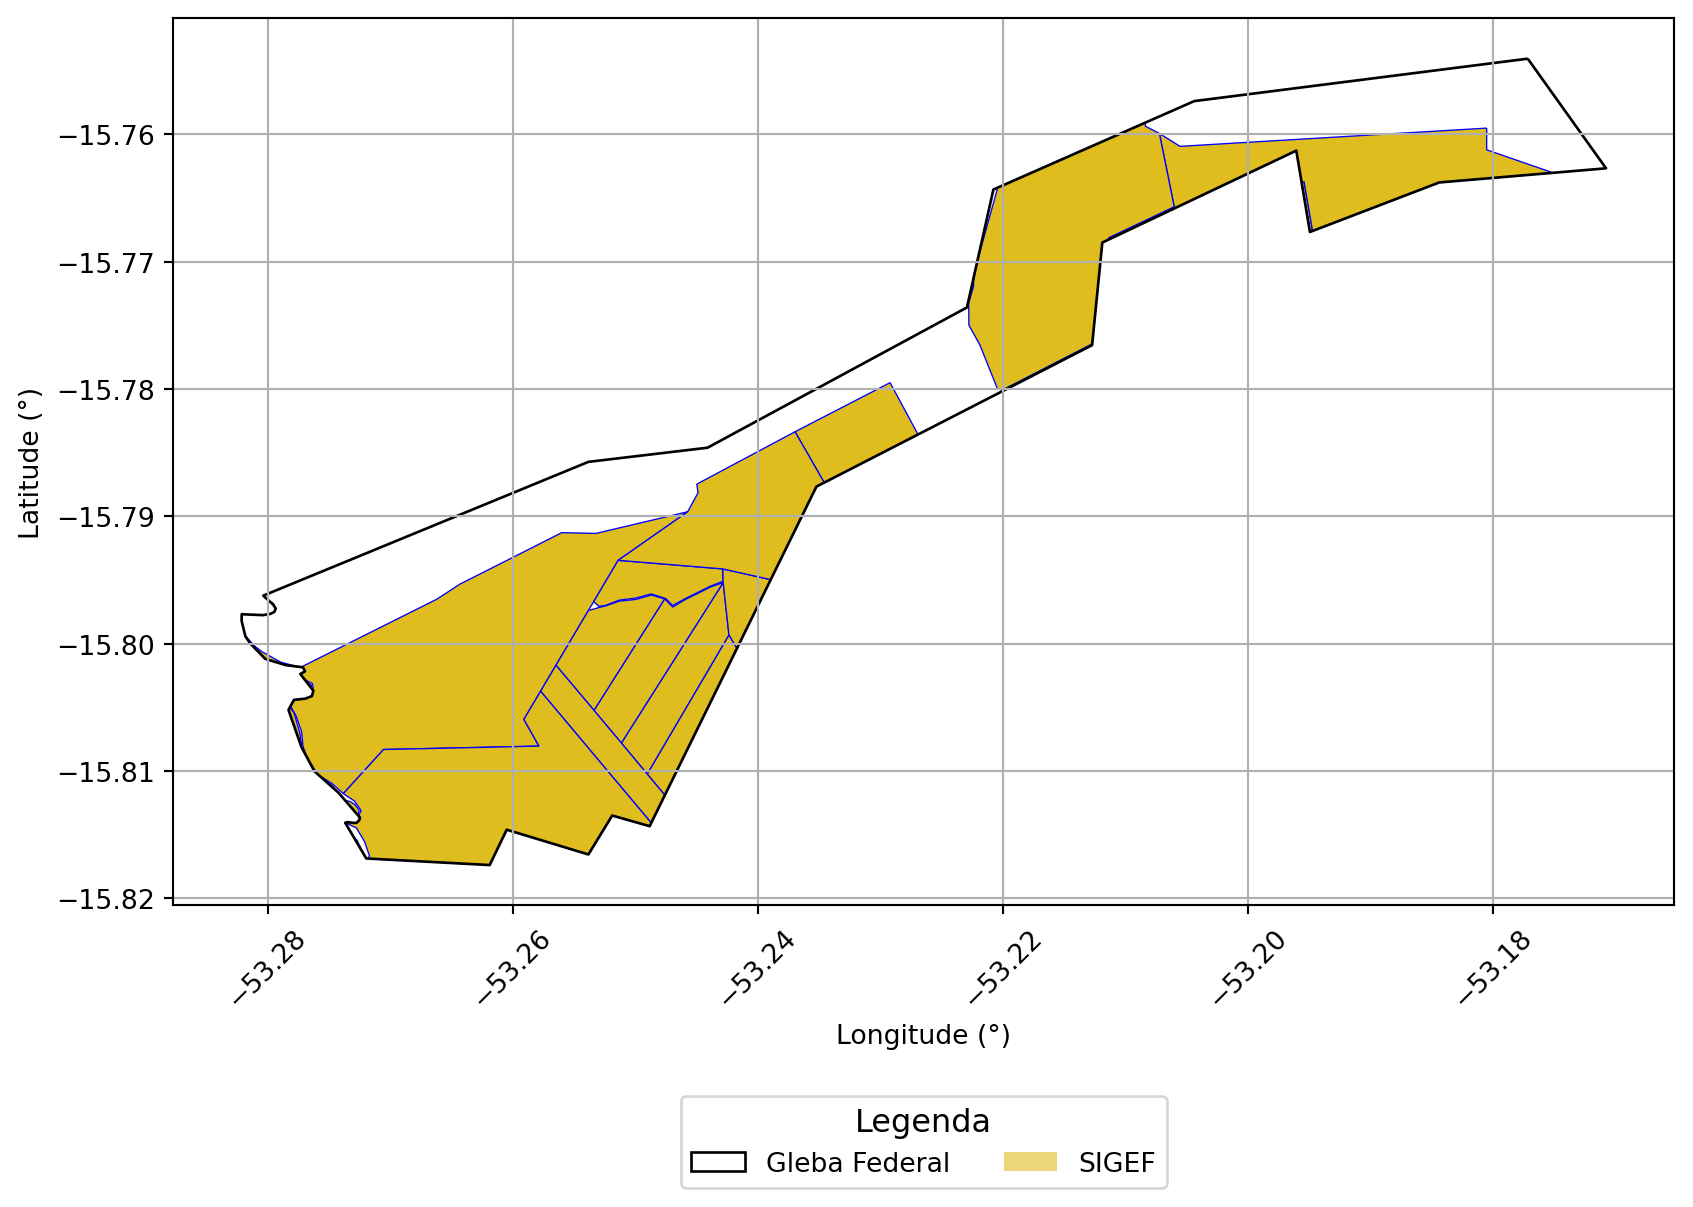 −15.76
−15.77
−15.78
−15.79
−15.80
−15.81
−15.82
Latitude (°)
−53.28
−53.26
−53.24
−53.22
−53.20
−53.18
Longitude (°)
Legenda
Gleba Federal
SIGEF